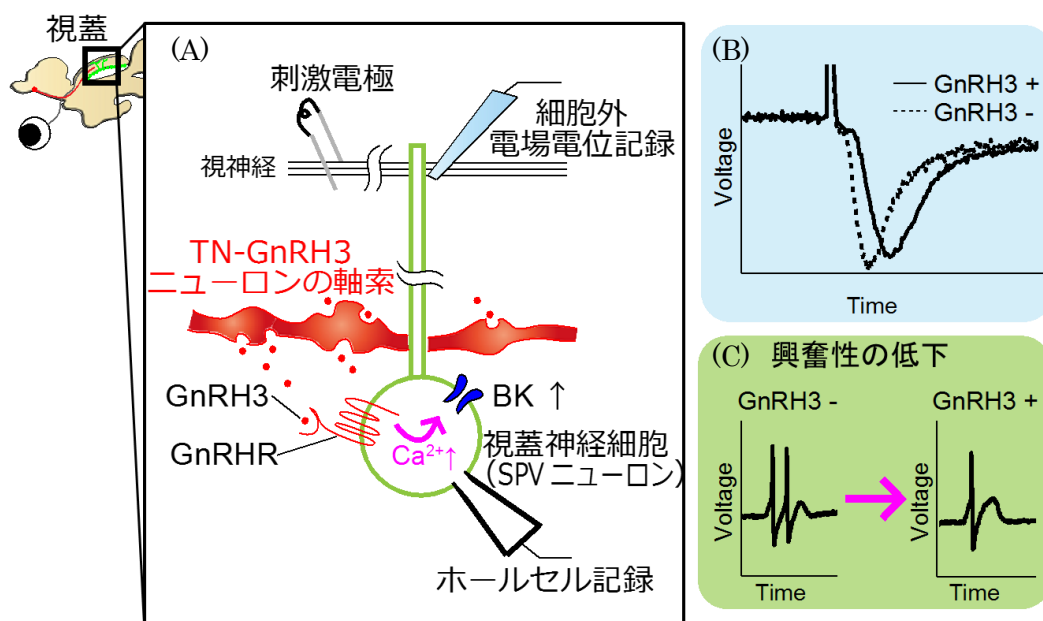 視蓋
(A)
刺激電極
細胞外
電場電位記録
視神経
TN-GnRH3
ニューロンの軸索
GnRH3
GnRHR
BK ↑
Ca²⁺↑
視蓋神経細胞
(SPVニューロン)
ホールセル記録
(B)
GnRH3 +
GnRH3 -
Voltage
Time
(C) 興奮性の低下
GnRH3 -
GnRH3 +
Voltage
Voltage
Time
Time